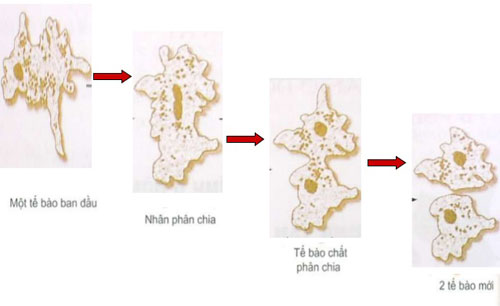 Một tế bào ban đầu
Nhân phân chia
Tế bào chất
phân chia
2 tế bào mới